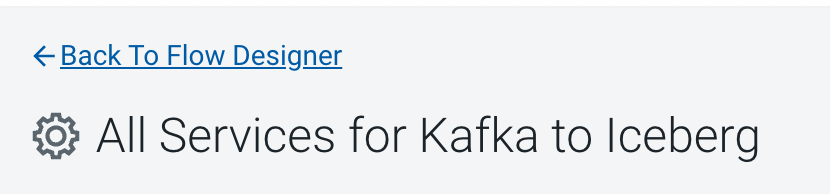 Back To Flow Designer
All Services for Kafka to Iceberg